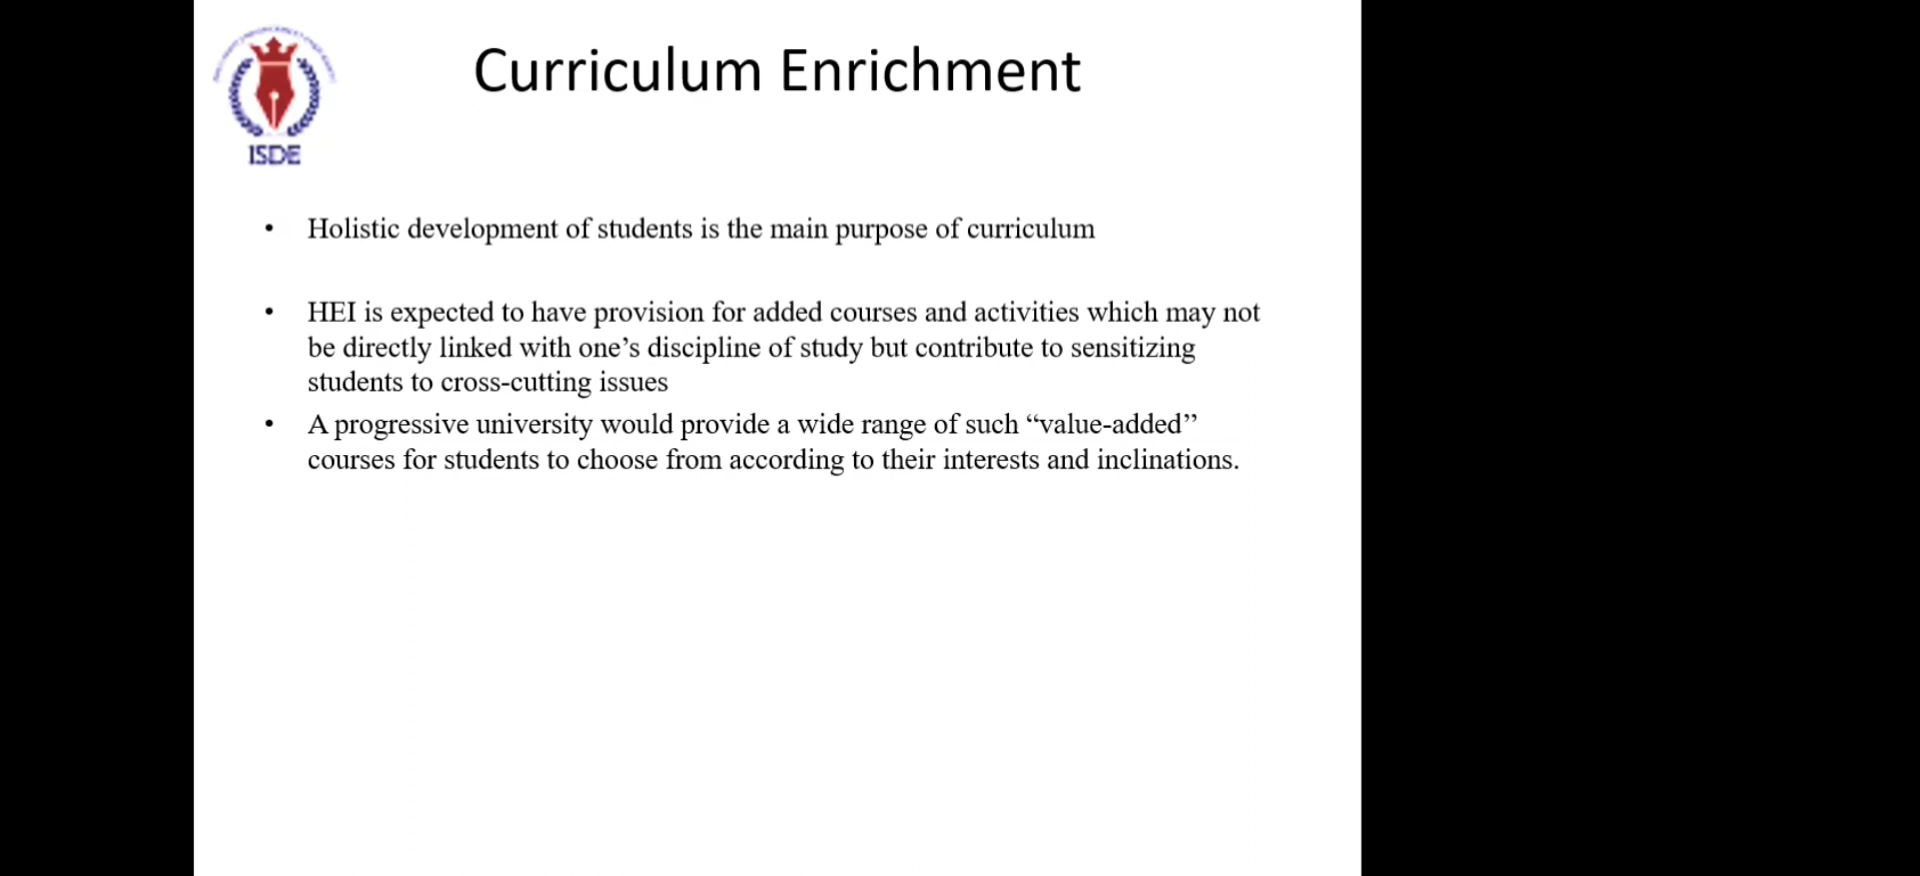 Curriculum Enrichment
ISDE
• Holistic development of students is the main purpose of curriculum
• HEI is expected to have provision for added courses and activities which may not
be directly linked with one’s discipline of study but contribute to sensitizing
students to cross-cutting issues
• A progressive university would provide a wide range of such “value-added”
courses for students to choose from according to their interests and inclinations.